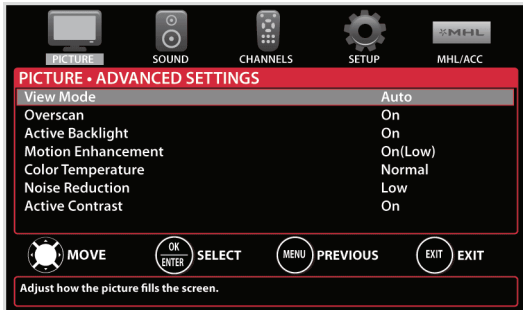 MHL
PICTURE SOUND CHANNELS SETUP MHL/ACC
PICTURE • ADVANCED SETTINGS
View Mode Auto
Overscan On
Active Backlight On
Motion Enhancement On(Low)
Color Temperature Normal
Noise Reduction Low
Active Contrast On
MOVE OK ENTER SELECT MENU PREVIOUS EXIT EXIT
Adjust how the picture fills the screen.